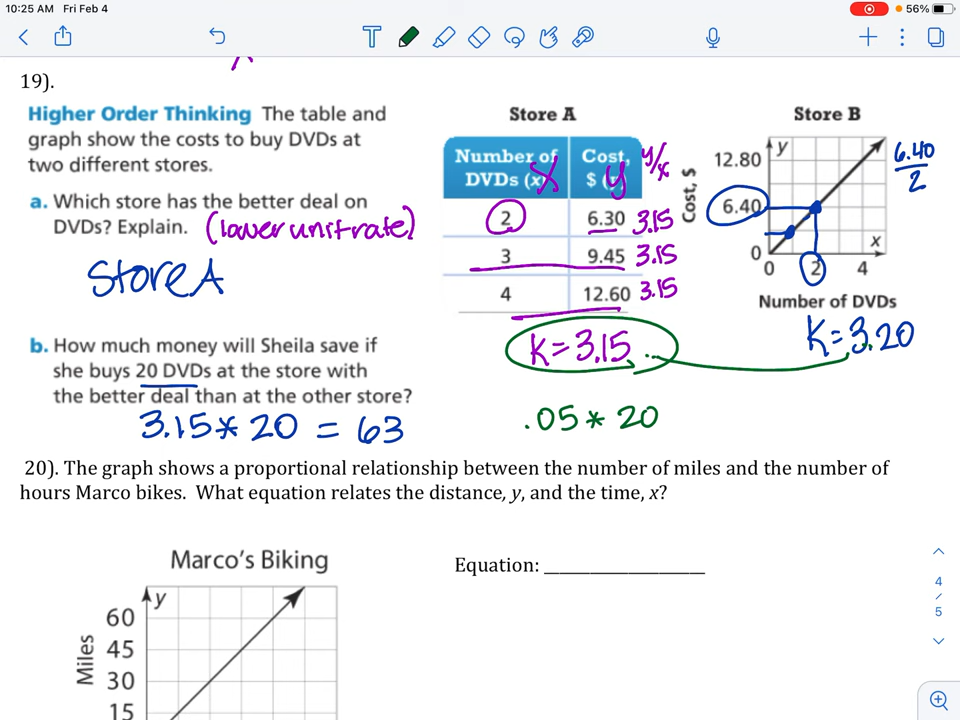 10:25 AM Fri Feb 4
56%
T
19).
Higher Order Thinking The table and
graph show the costs to buy DVDs at
two different stores.
a. Which store has the better deal on
DVDs? Explain. (lower unit rate)
Store A
b. How much money will Sheila save if
she buys 20 DVDs at the store with
the better deal than at the other store?
3.15 * 20 = 63
Store A
Number of DVDs (x) X
Cost, $ (y) y
y/x
2 6.30 3.15
3 9.45 3.15
4 12.60 3.15
K = 3.15
.05 * 20
Store B
Cost, $
12.80
6.40
0
y
x
0 2 4
Number of DVDs
6.40
2
K = 3.20
20). The graph shows a proportional relationship between the number of miles and the number of
hours Marco bikes. What equation relates the distance, y, and the time, x?
Marco's Biking
Equation: ___________________
y
Miles
60
45
30
15
4
/
5